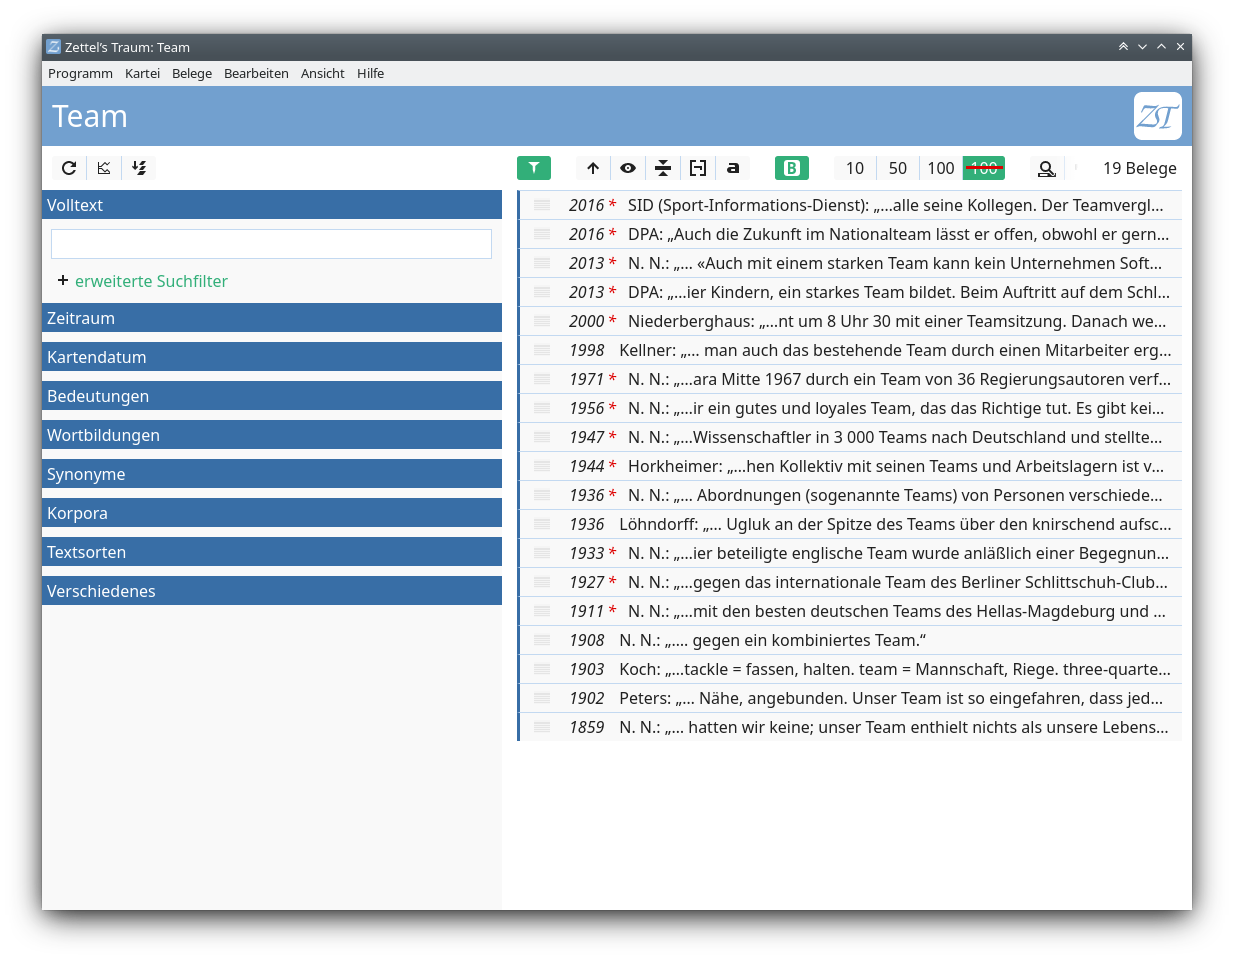 Zettel’s Traum: Team
Programm Kartei Belege Bearbeiten Ansicht Hilfe
Team
ZT
B 10 50 100 100 19 Belege
Volltext
erweiterte Suchfilter
Zeitraum
Kartendatum
Bedeutungen
Wortbildungen
Synonyme
Korpora
Textsorten
Verschiedenes
2016 * SID (Sport-Informations-Dienst): „…alle seine Kollegen. Der Teamvergl…
2016 * DPA: „Auch die Zukunft im Nationalteam lässt er offen, obwohl er gern…
2013 * N. N.: „… «Auch mit einem starken Team kann kein Unternehmen Soft…
2013 * DPA: „…ier Kindern, ein starkes Team bildet. Beim Auftritt auf dem Schl…
2000 * Niederberghaus: „…nt um 8 Uhr 30 mit einer Teamsitzung. Danach we…
1998 Kellner: „… man auch das bestehende Team durch einen Mitarbeiter erg…
1971 * N. N.: „…ara Mitte 1967 durch ein Team von 36 Regierungsautoren verf…
1956 * N. N.: „…ir ein gutes und loyales Team, das das Richtige tut. Es gibt kei…
1947 * N. N.: „…Wissenschaftler in 3 000 Teams nach Deutschland und stellte…
1944 * Horkheimer: „…hen Kollektiv mit seinen Teams und Arbeitslagern ist v…
1936 * N. N.: „… Abordnungen (sogenannte Teams) von Personen verschiede…
1936 Löhndorff: „… Ugluk an der Spitze des Teams über den knirschend aufsc…
1933 * N. N.: „…ier beteiligte englische Team wurde anläßlich einer Begegnun…
1927 * N. N.: „…gegen das internationale Team des Berliner Schlittschuh-Club…
1911 * N. N.: „…mit den besten deutschen Teams des Hellas-Magdeburg und …
1908 N. N.: „…. gegen ein kombiniertes Team.“
1903 Koch: „…tackle = fassen, halten. team = Mannschaft, Riege. three-quarte…
1902 Peters: „… Nähe, angebunden. Unser Team ist so eingefahren, dass jed…
1859 N. N.: „… hatten wir keine; unser Team enthielt nichts als unsere Lebens…